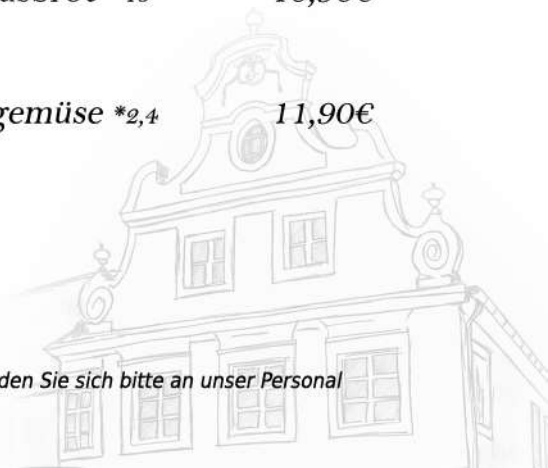 gemüse *2,4 11,90€
den Sie sich bitte an unser Personal